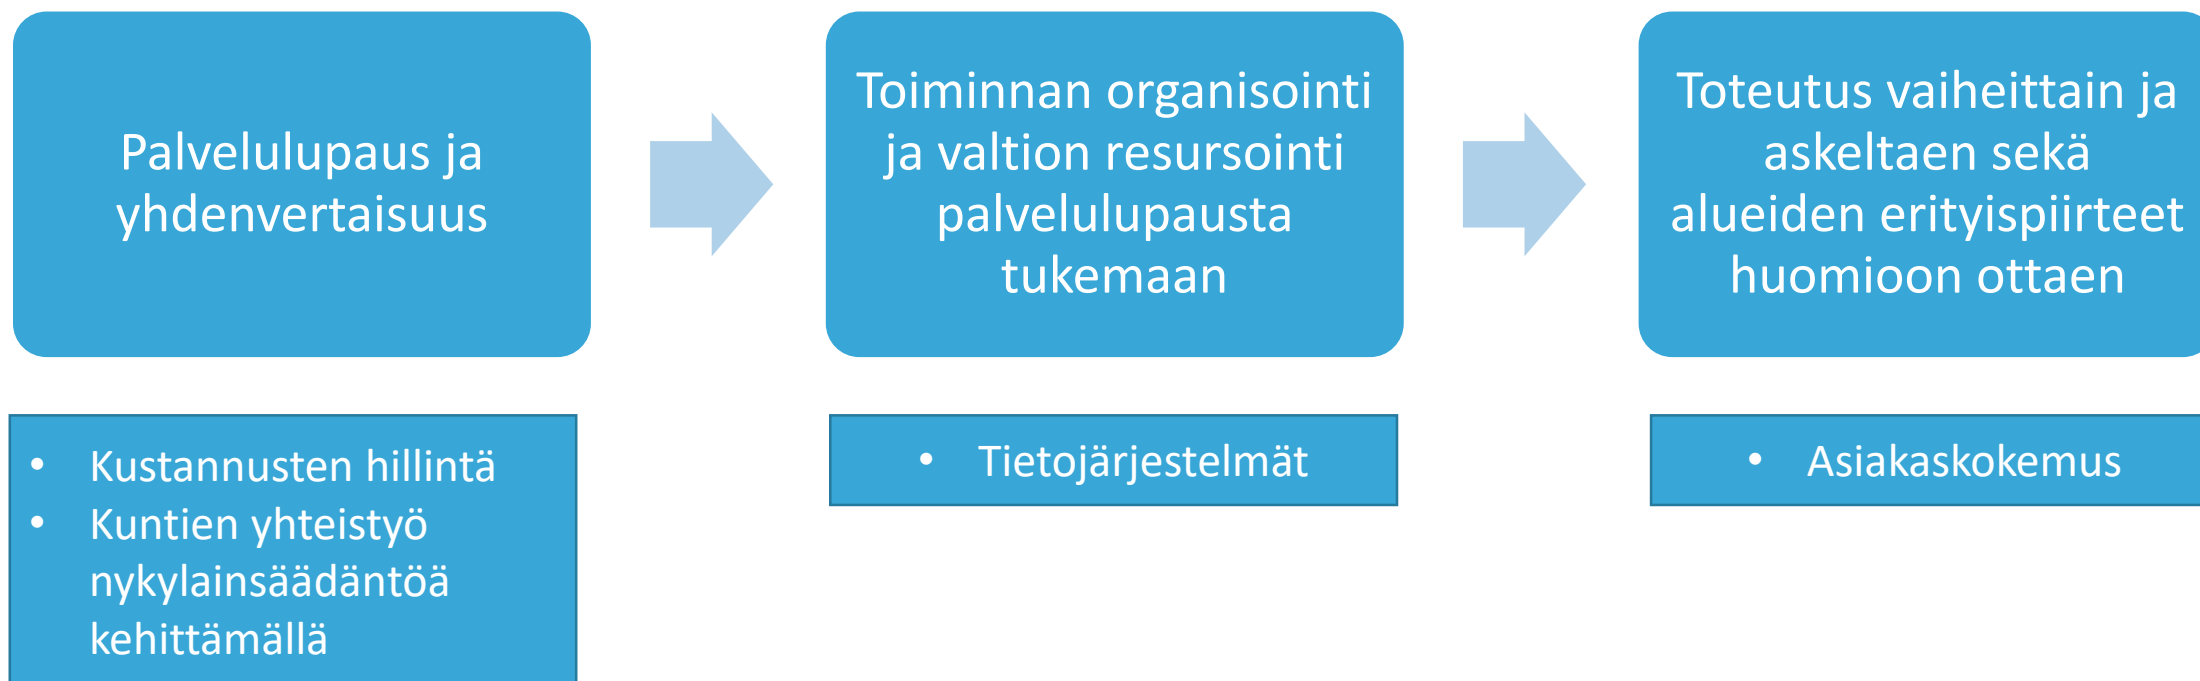 Palvelulupaus ja
yhdenvertaisuus
Toiminnan organisointi
ja valtion resursointi
palvelulupausta
tukemaan
Toteutus vaiheittain ja
askeltaen sekä
alueiden erityispiirteet
huomioon ottaen
• Kustannusten hillintä
• Kuntien yhteistyö
nykylainsäädäntöä
kehittämällä
• Tietojärjestelmät
• Asiakaskokemus